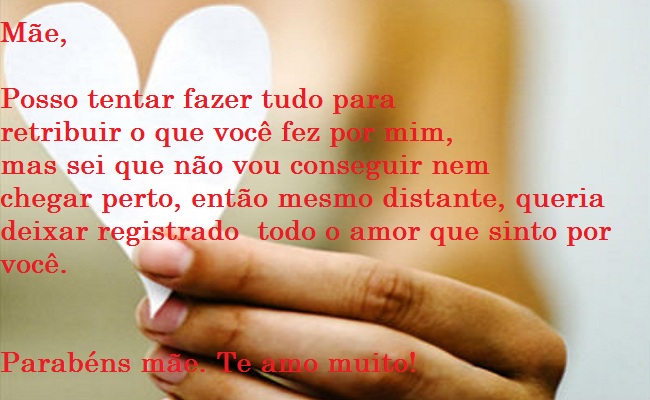 Mãe,
Posso tentar fazer tudo para
retribuir o que você fez por mim,
mas sei que não vou conseguir nem
chegar perto, então mesmo distante, queria
deixar registrado  todo o amor que sinto por
você.
Parabéns mãe. Te amo muito!